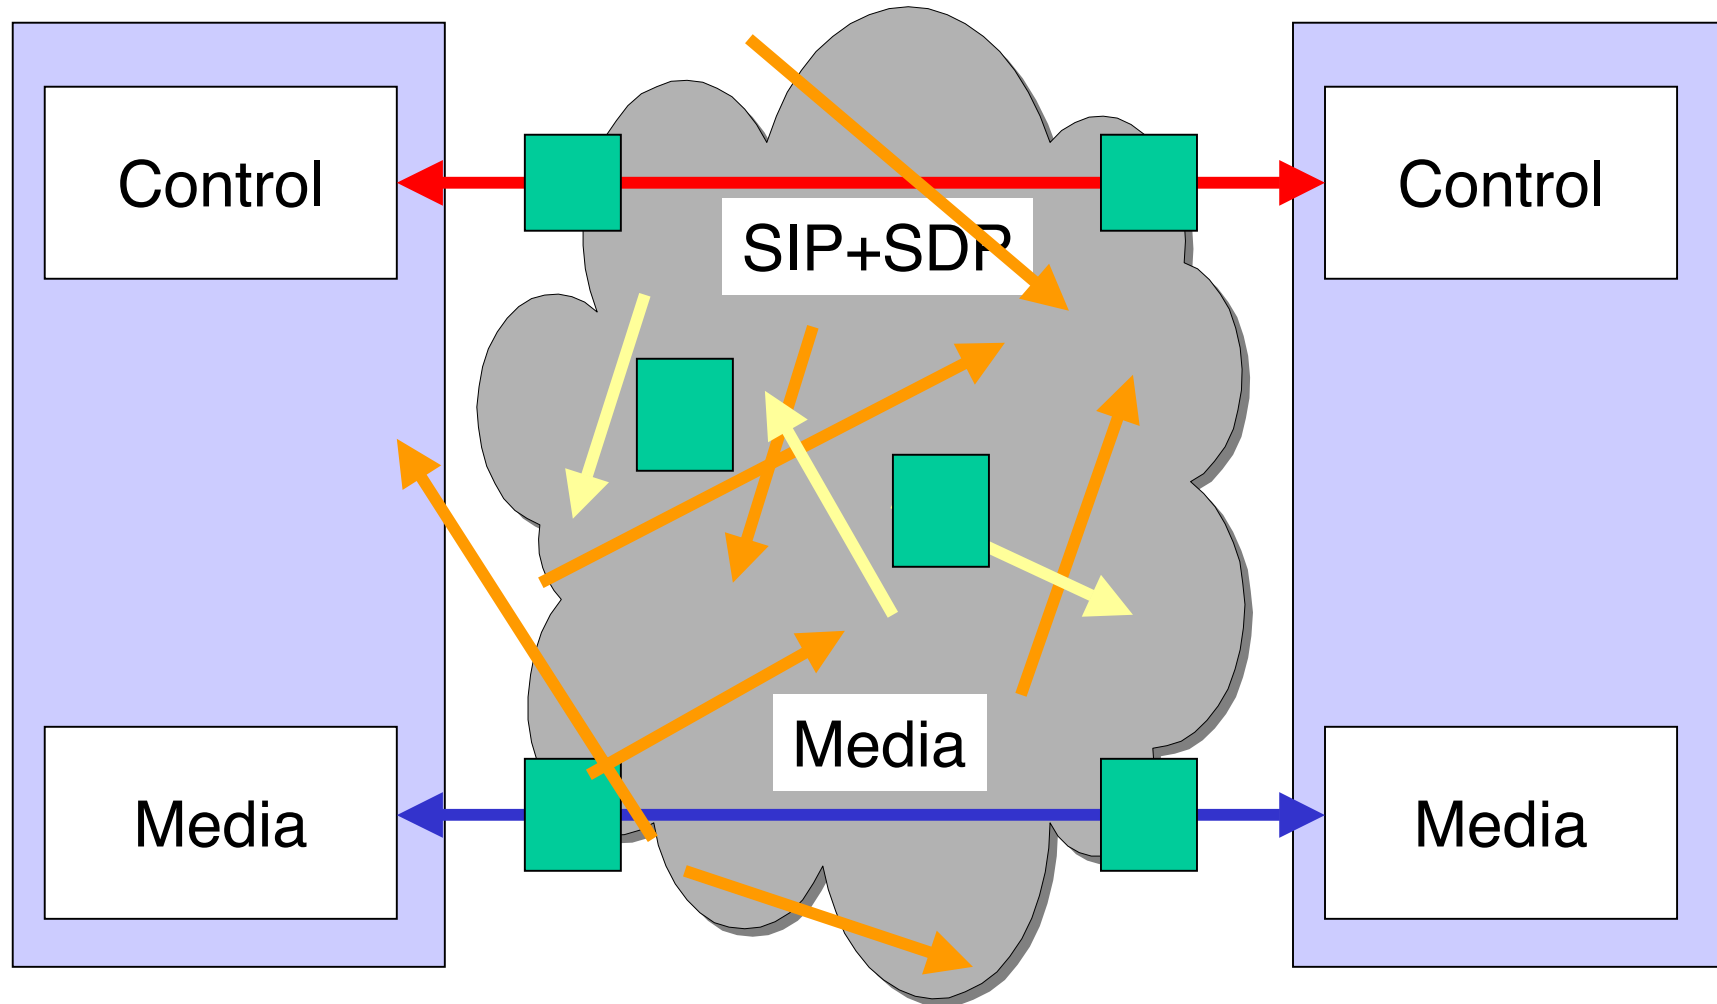 Control
Control
SIP+SDP
Media
Media
Media